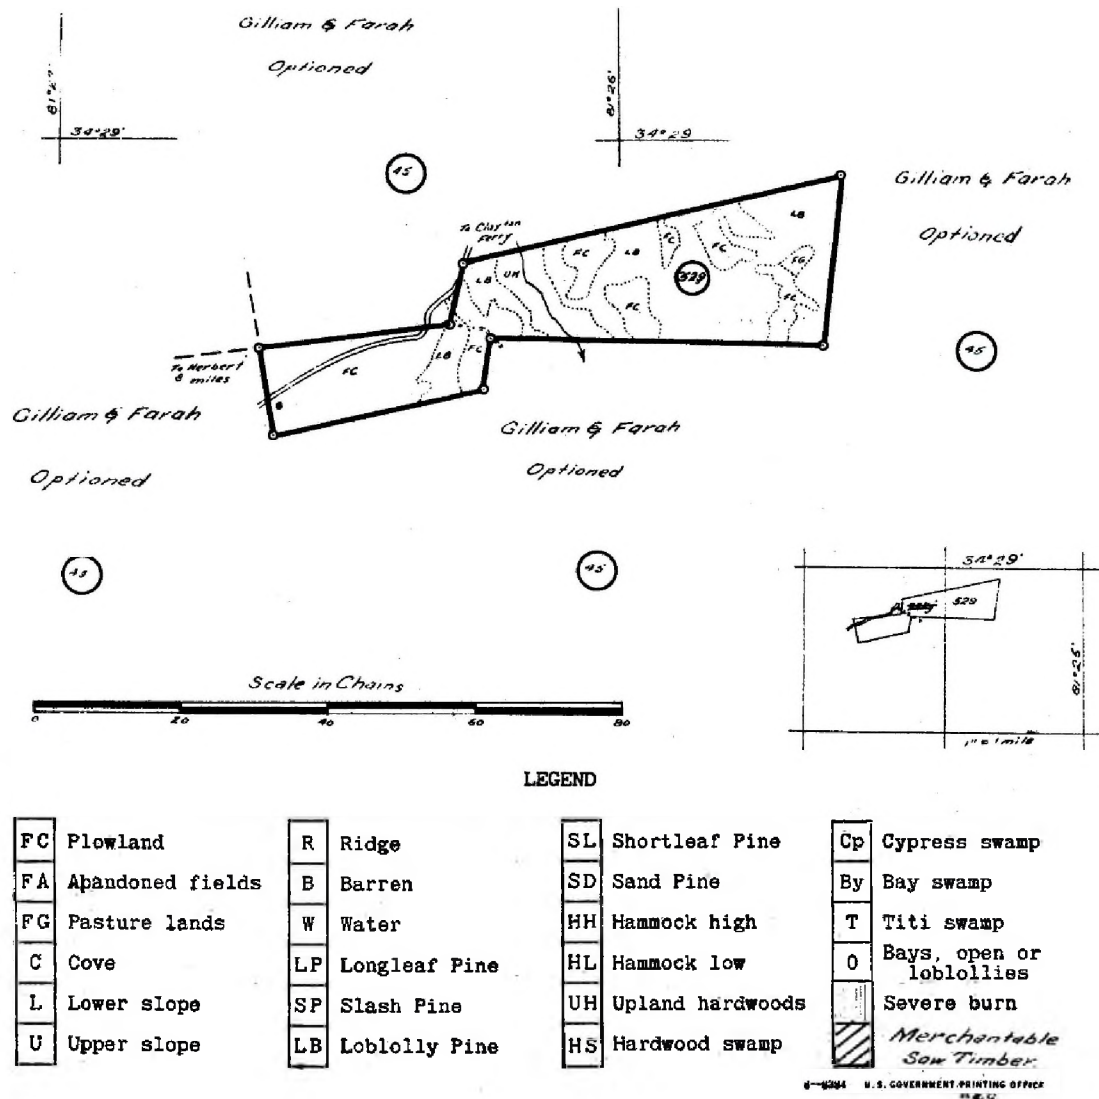 Gilliam & Farah
Optioned
81°27'
34°29'
81°26'
34°29
45
Gilliam & Farah
Optioned
To Clayton
Ferry
LB
FC
LB
FC
FC
UH
LB
529
FG
FC
FC
45
To Herbert
8 miles
FC
LB
FC
Gilliam & Farah
Optioned
Gilliam & Farah
Optioned
45
34°29'
529
81°25'
1" = 1 mile
Scale in Chains
0 20 40 60 80
LEGEND
FC Plowland
FA Abandoned fields
FG Pasture lands
C Cove
L Lower slope
U Upper slope
R Ridge
B Barren
W Water
LP Longleaf Pine
SP Slash Pine
LB Loblolly Pine
SL Shortleaf Pine
SD Sand Pine
HH Hammock high
HL Hammock low
UH Upland hardwoods
HS Hardwood swamp
Cp Cypress swamp
By Bay swamp
T Titi swamp
O Bays, open or
loblollies
Severe burn
Merchantable
Saw Timber.
U.S. GOVERNMENT PRINTING OFFICE